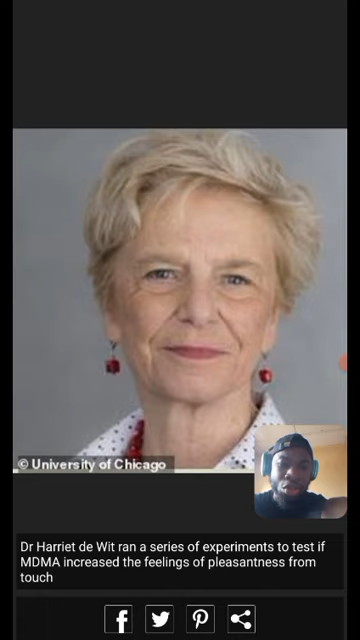 © University of Chicago
Dr Harriet de Wit ran a series of experiments to test if
MDMA increased the feelings of pleasantness from
touch